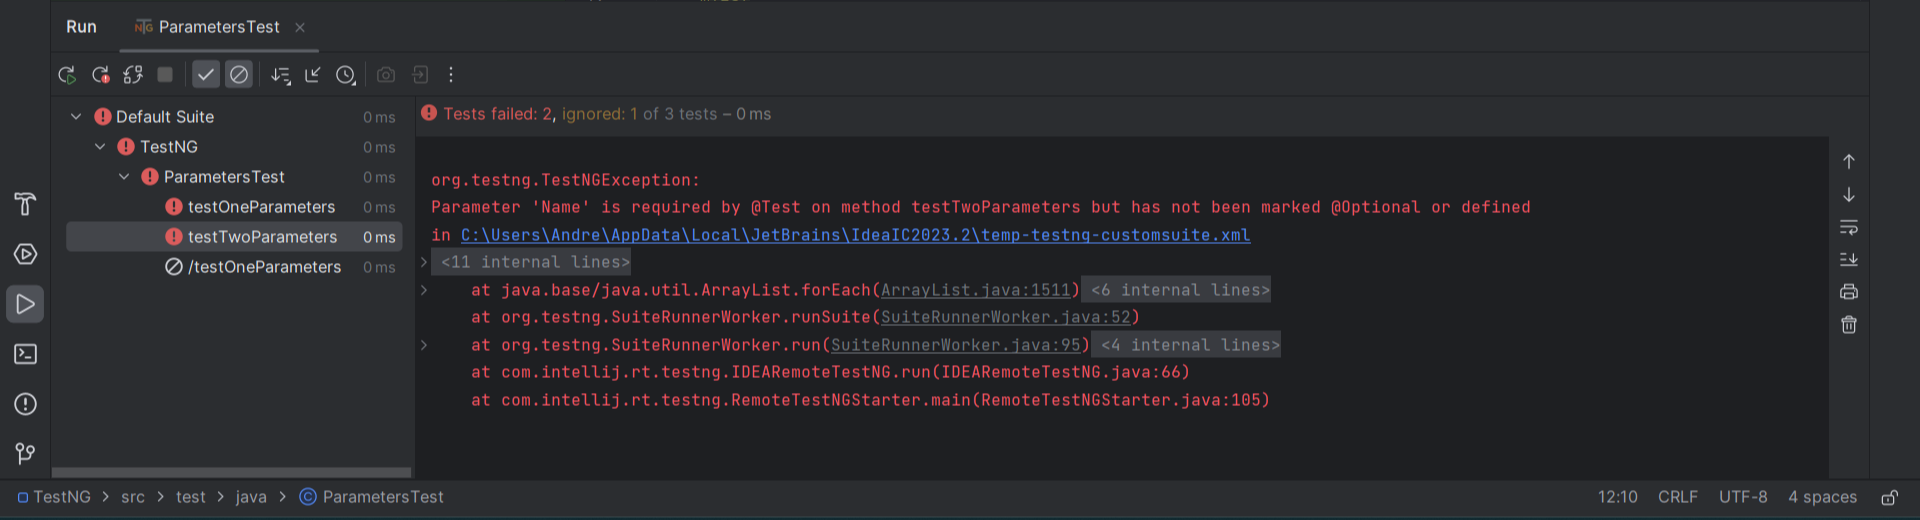 Run
ParametersTest
Default Suite 0 ms
TestNG 0 ms
ParametersTest 0 ms
testOneParameters 0 ms
testTwoParameters 0 ms
/testOneParameters 0 ms
Tests failed: 2, ignored: 1 of 3 tests – 0 ms
org.testng.TestNGException:
Parameter 'Name' is required by @Test on method testTwoParameters but has not been marked @Optional or defined
in C:\Users\Andre\AppData\Local\JetBrains\IdeaIC2023.2\temp-testng-customsuite.xml
<11 internal lines>
at java.base/java.util.ArrayList.forEach(ArrayList.java:1511) <6 internal lines>
at org.testng.SuiteRunnerWorker.runSuite(SuiteRunnerWorker.java:52)
at org.testng.SuiteRunnerWorker.run(SuiteRunnerWorker.java:95) <4 internal lines>
at com.intellij.rt.testng.IDEARemoteTestNG.run(IDEARemoteTestNG.java:66)
at com.intellij.rt.testng.RemoteTestNGStarter.main(RemoteTestNGStarter.java:105)
TestNG > src > test > java > ParametersTest
12:10 CRLF UTF-8 4 spaces